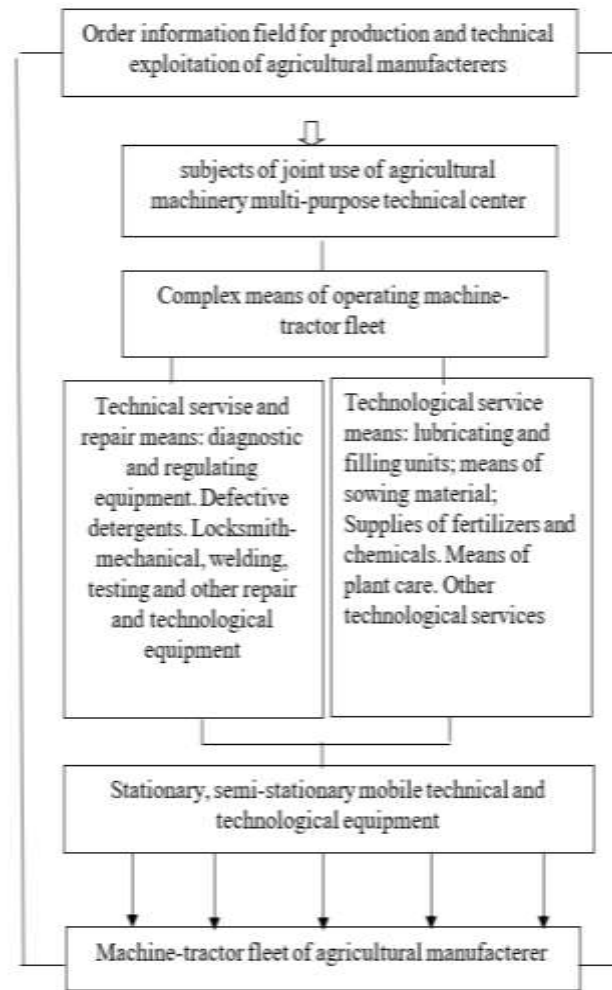 Order information field for production and technical
exploitation of agricultural manufacterers
subjects of joint use of agricultural
machinery multi-purpose technical center
Complex means of operating machine-
tractor fleet
Technical servise and
repair means: diagnostic
and regulating
equipment. Defective
detergents. Locksmith-
mechanical, welding,
testing and other repair
and technological
equipment
Technological service
means: lubricating and
filling units; means of
sowing material;
Supplies of fertilizers and
chemicals. Means of
plant care. Other
technological services
Stationary, semi-stationary mobile technical and
technological equipment
Machine-tractor fleet of agricultural manufacterer